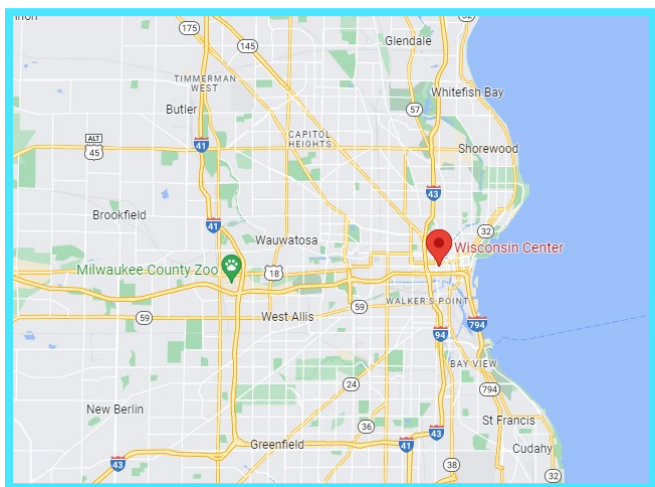 32
175
Glendale
145
TIMMERMAN
WEST
Whitefish Bay
Butler
57
CAPITOL
HEIGHTS
ALT
45
41
Shorewood
43
Brookfield
41
32
Wauwatosa
Wisconsin Center
Milwaukee County Zoo
18
WALKER'S POINT
59
59
West Allis
794
94
BAY VIEW
24
794
New Berlin
St Francis
36
43
Greenfield
41
Cudahy
43
38
32